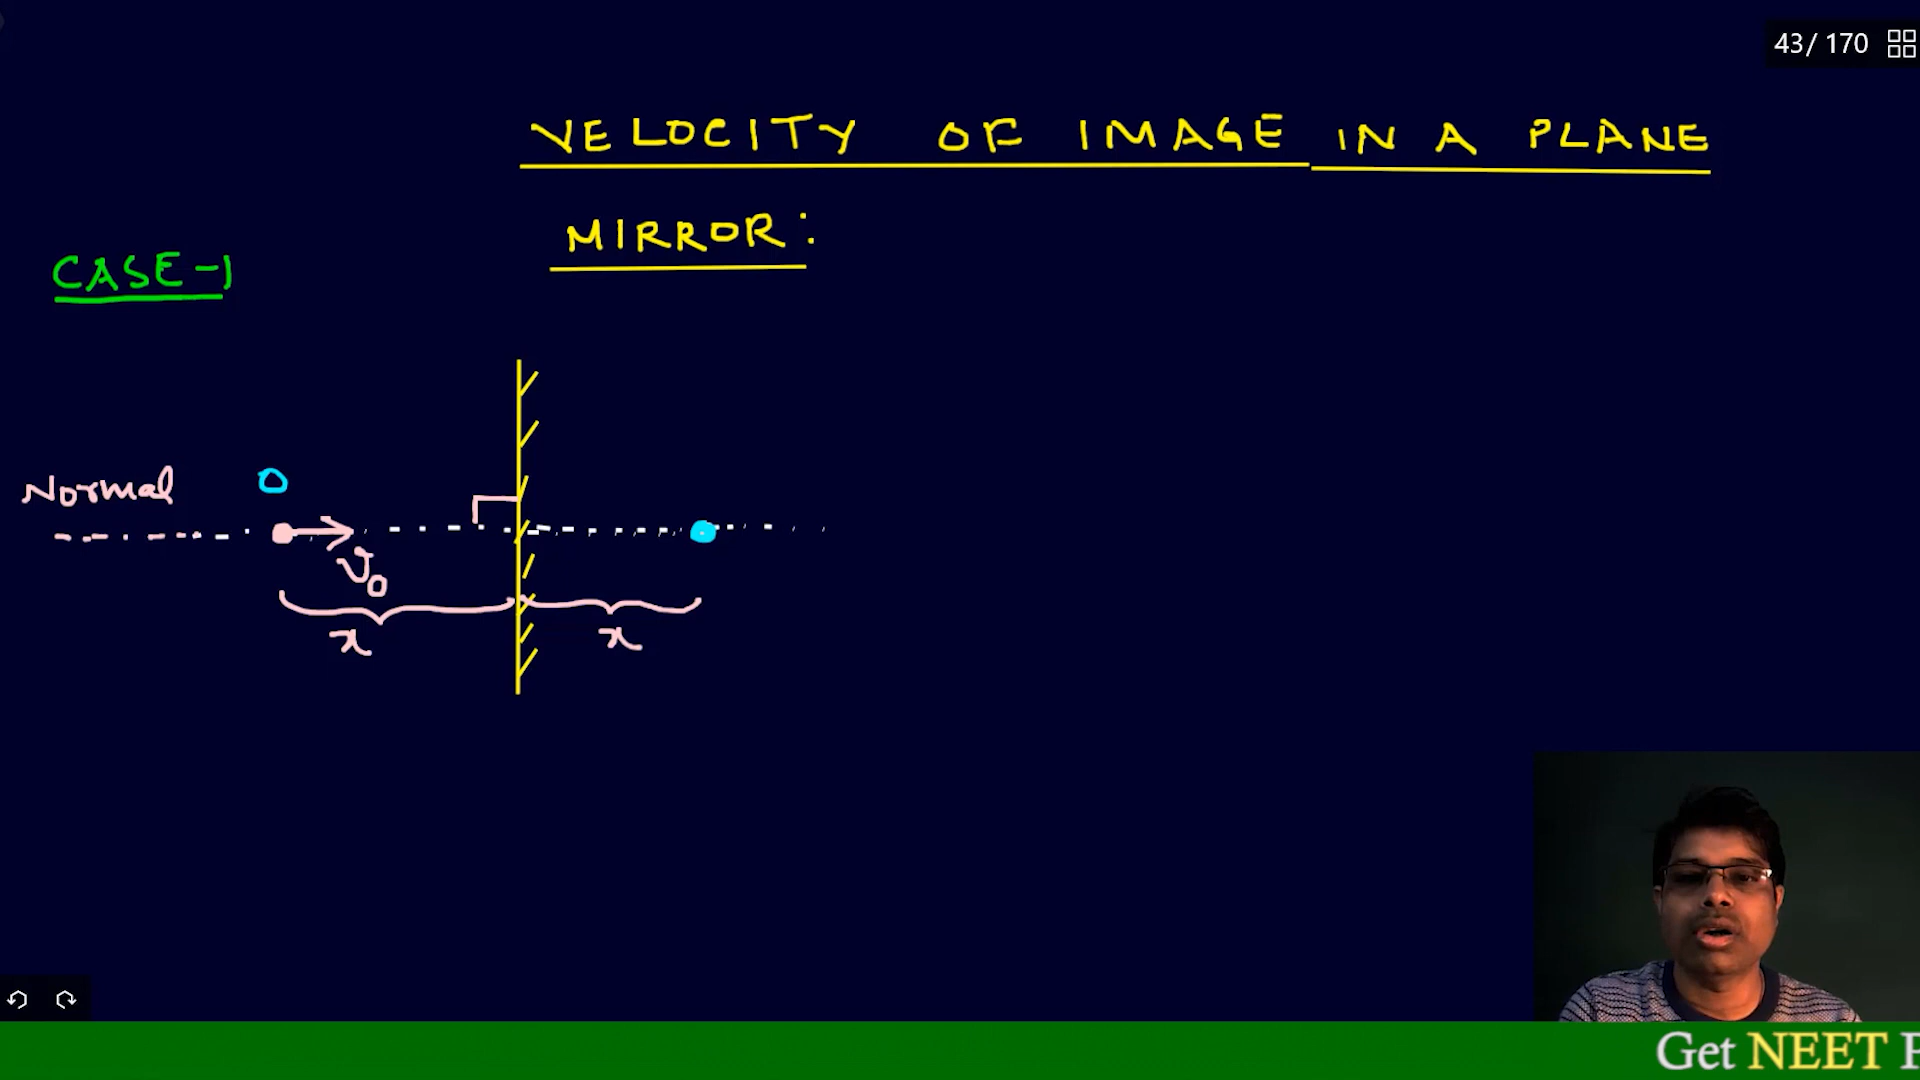 43/ 170
VELOCITY OF IMAGE IN A PLANE
MIRROR:
CASE-1
Normal O
v₀
x x
Get NEET P